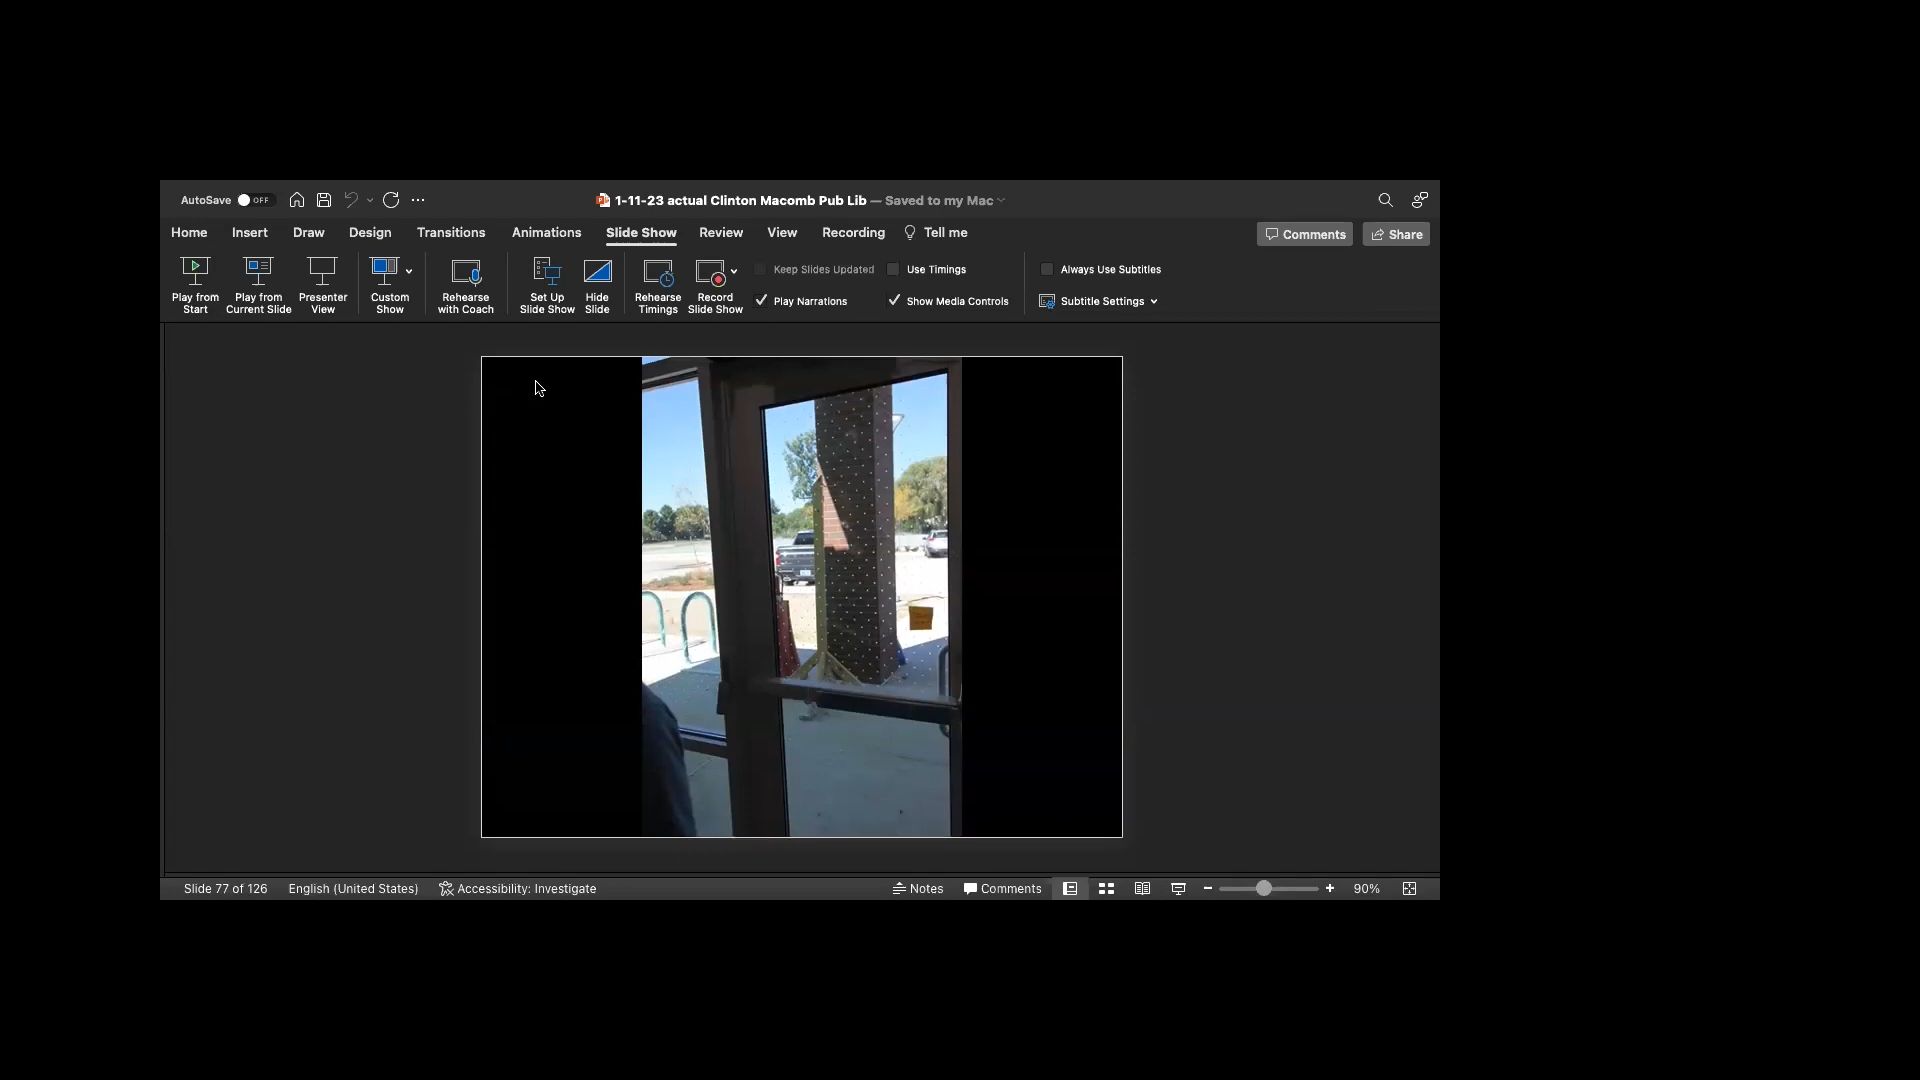 AutoSave OFF
1-11-23 actual Clinton Macomb Pub Lib — Saved to my Mac
Home Insert Draw Design Transitions Animations Slide Show Review View Recording Tell me
Comments Share
Play from Start
Play from Current Slide
Presenter View
Custom Show
Rehearse with Coach
Set Up Slide Show
Hide Slide
Rehearse Timings
Record Slide Show
Keep Slides Updated
Use Timings
Play Narrations
Show Media Controls
Always Use Subtitles
Subtitle Settings
Slide 77 of 126 English (United States) Accessibility: Investigate Notes Comments 90%